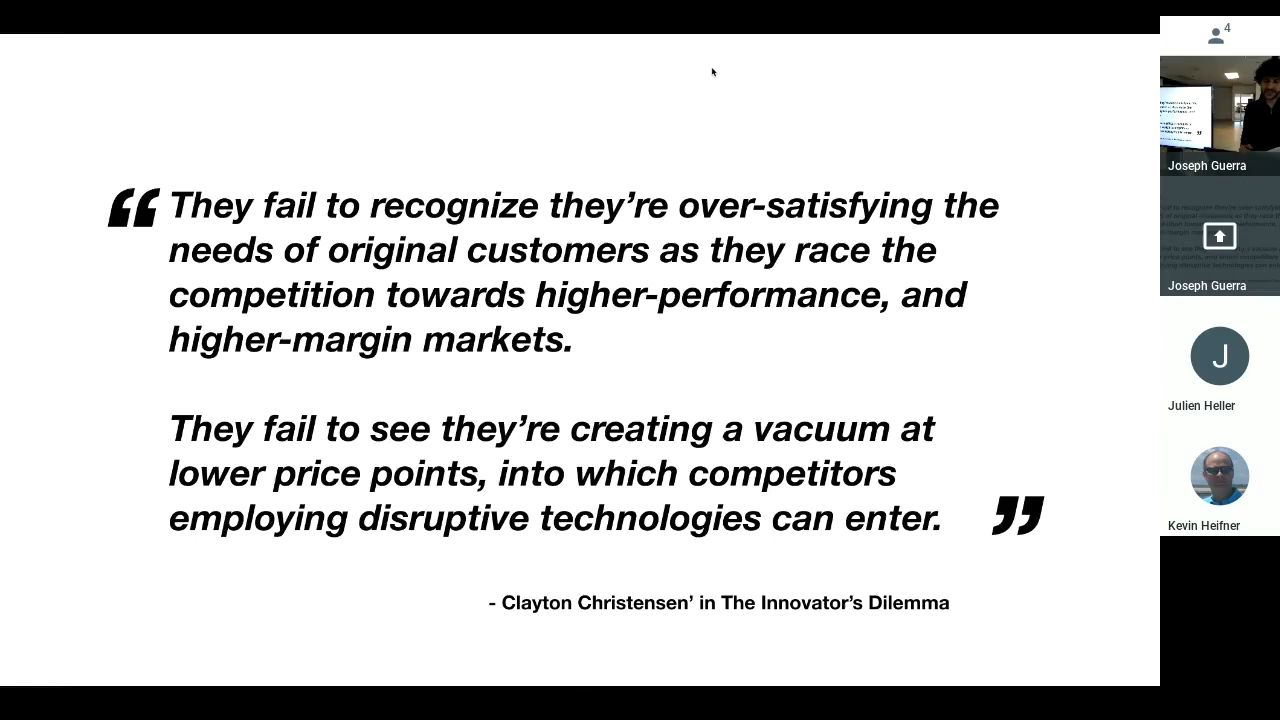 “ They fail to recognize they’re over-satisfying the
needs of original customers as they race the
competition towards higher-performance, and
higher-margin markets.
They fail to see they’re creating a vacuum at
lower price points, into which competitors
employing disruptive technologies can enter. ”
- Clayton Christensen’ in The Innovator’s Dilemma
4
Joseph Guerra
Joseph Guerra
J
Julien Heller
Kevin Heifner